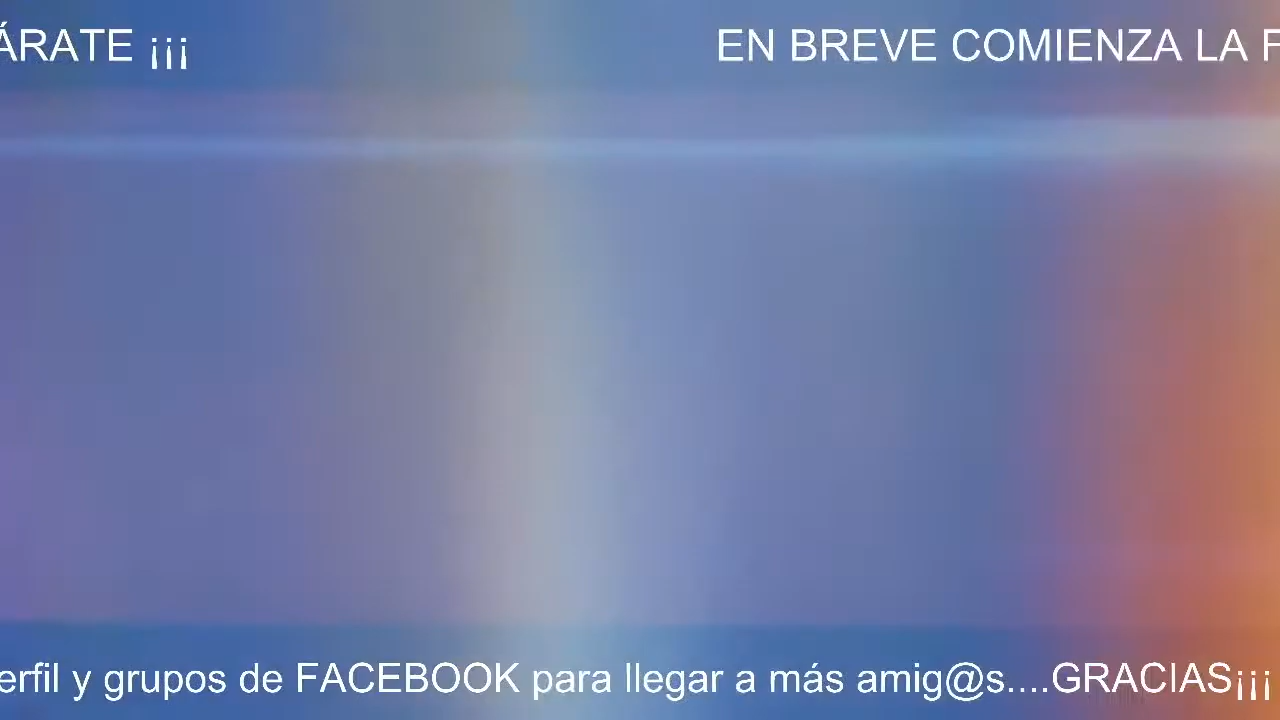 ÁRATE ¡¡¡ EN BREVE COMIENZA LA F
erfil y grupos de FACEBOOK para llegar a más amig@s....GRACIAS¡¡¡